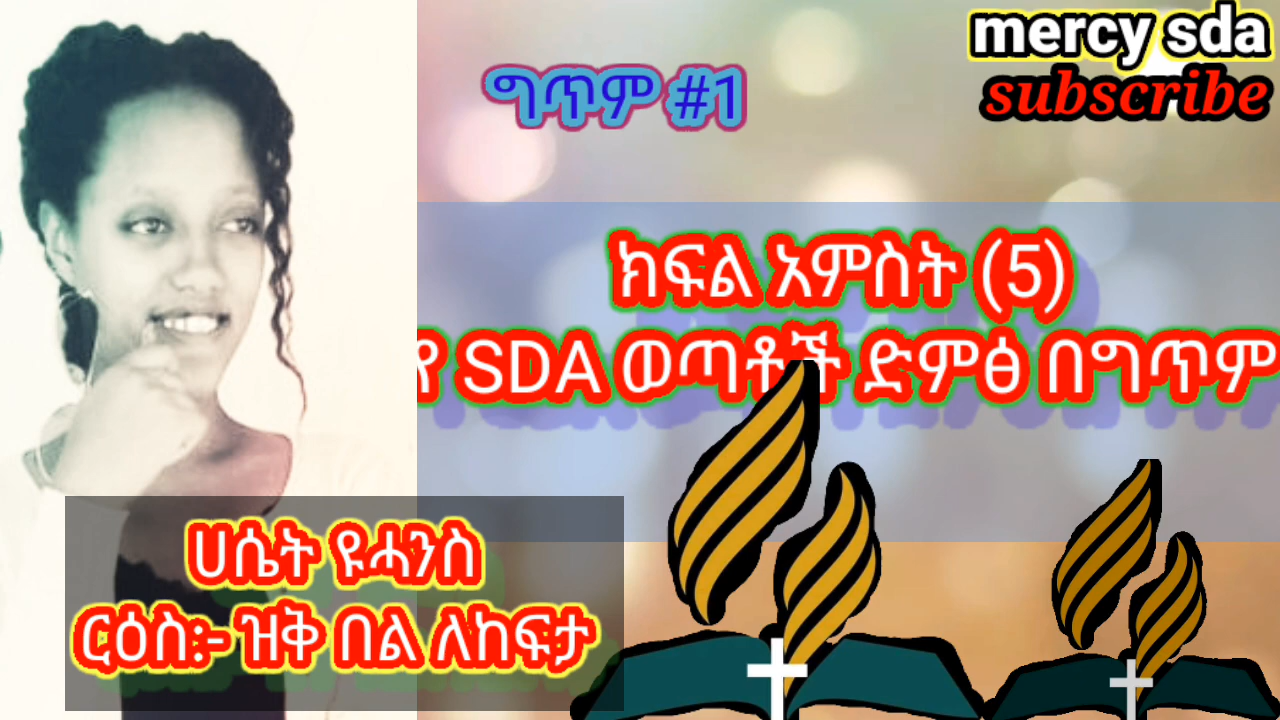 mercy sda
subscribe
ግጥም #1
ክፍል አምስት (5)
የ SDA ወጣቶች ድምፅ በግጥም
ሀሴት ዩሓንስ
ርዕስ:- ዝቅ በል ለከፍታ